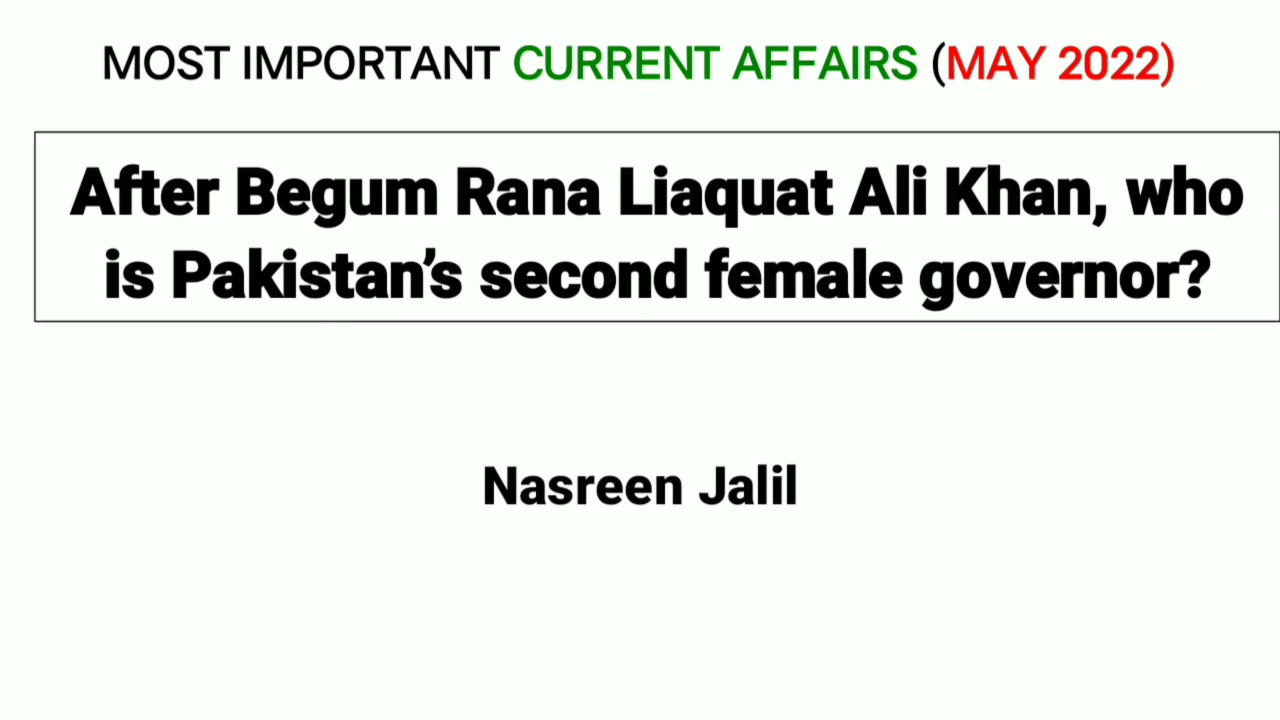 MOST IMPORTANT CURRENT AFFAIRS (MAY 2022)
After Begum Rana Liaquat Ali Khan, who
is Pakistan’s second female governor?
Nasreen Jalil